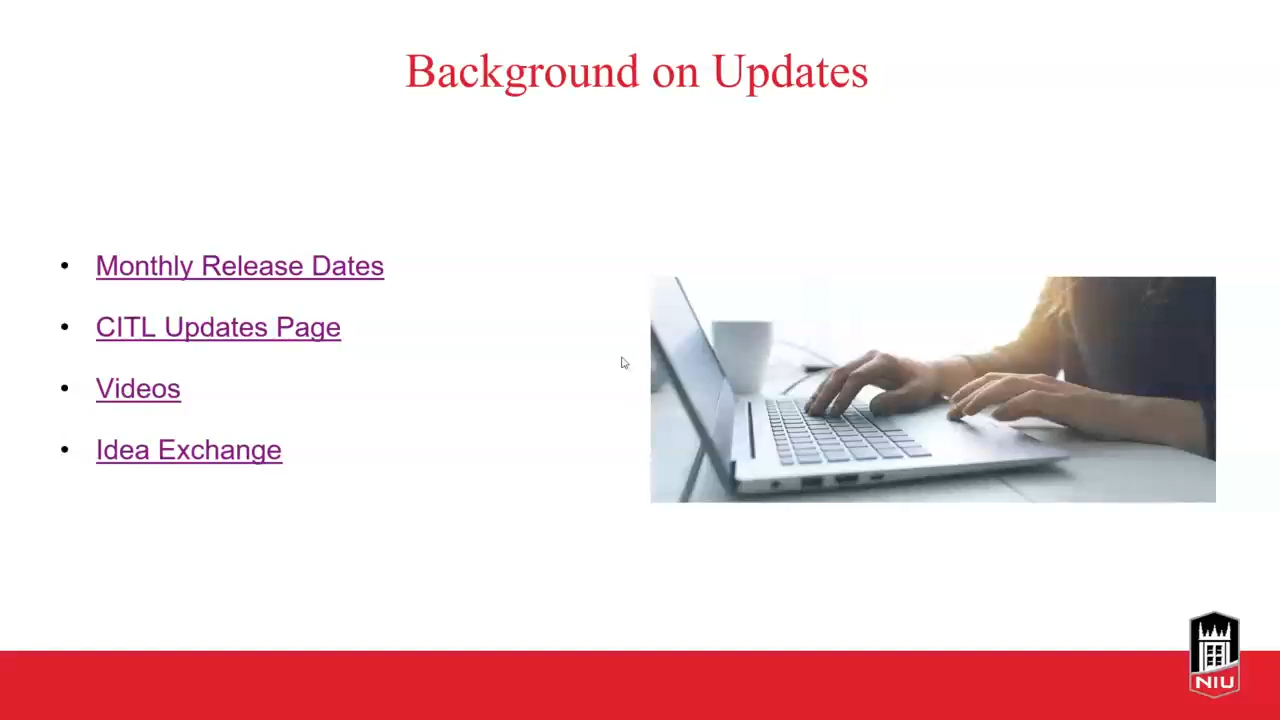 Background on Updates
• Monthly Release Dates
• CITL Updates Page
• Videos
• Idea Exchange
NIU